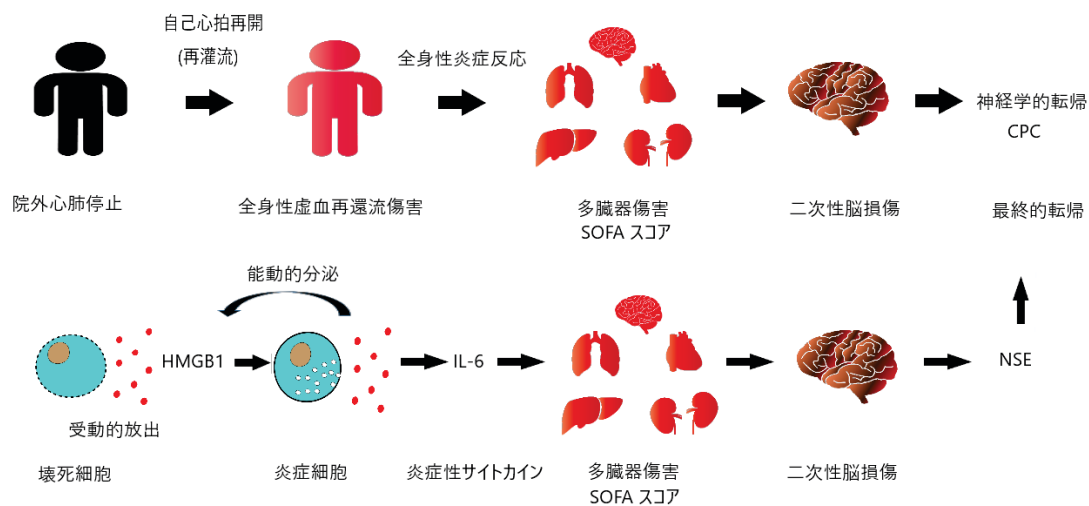 自己心拍再開
(再灌流)
全身性炎症反応
神経学的転帰
CPC
院外心肺停止
全身性虚血再還流傷害
多臓器傷害
SOFA スコア
二次性脳損傷
最終的転帰
能動的分泌
HMGB1
IL-6
NSE
受動的放出
壊死細胞
炎症細胞
炎症性サイトカイン
多臓器傷害
SOFA スコア
二次性脳損傷